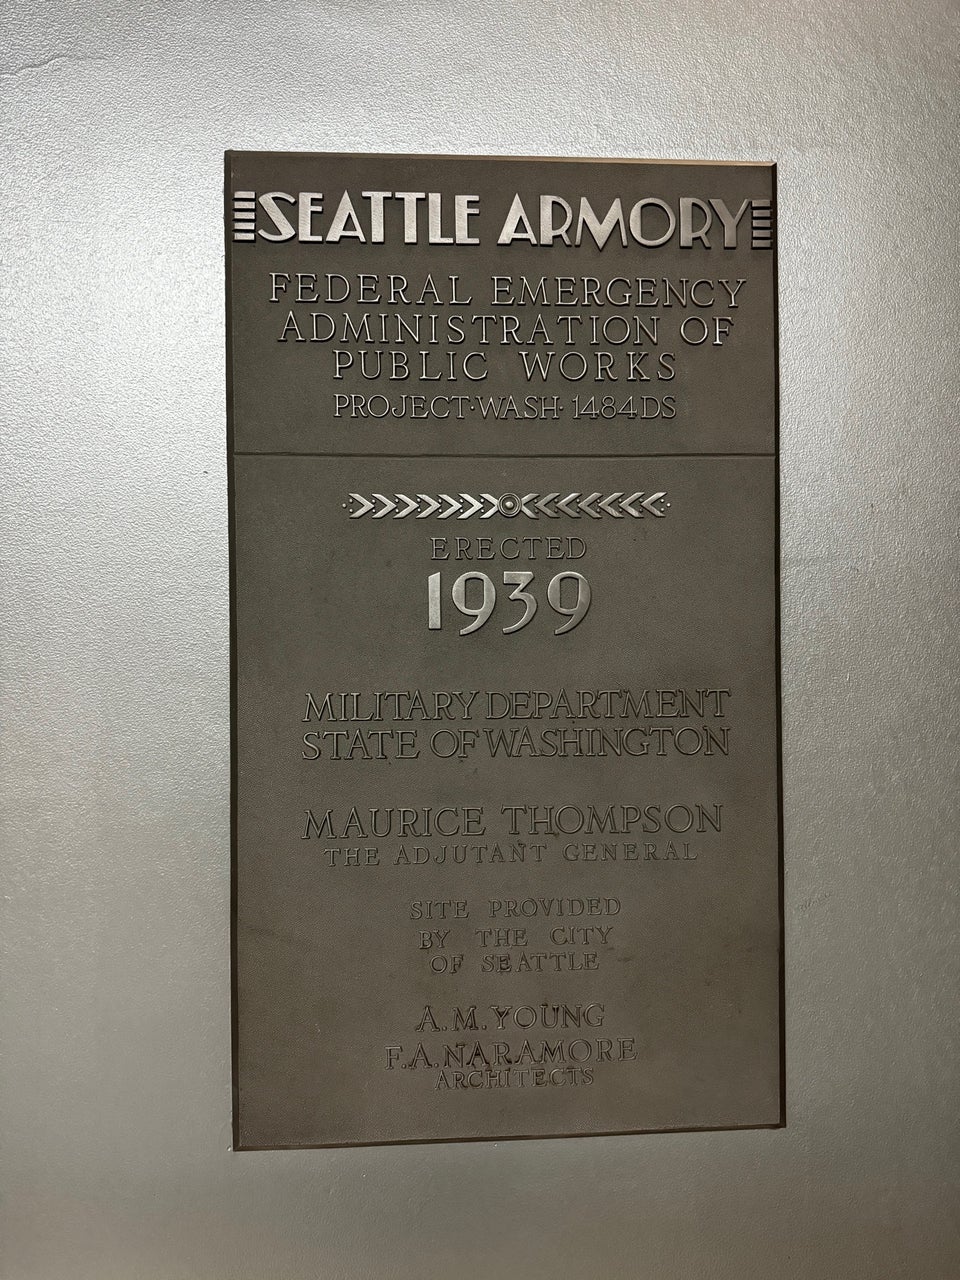 SEATTLE ARMORY
FEDERAL EMERGENCY
ADMINISTRATION OF
PUBLIC WORKS
PROJECT·WASH·1484DS
ERECTED
1939
MILITARY DEPARTMENT
STATE OF WASHINGTON
MAURICE THOMPSON
THE ADJUTANT GENERAL
SITE PROVIDED
BY THE CITY
OF SEATTLE
A.M.YOUNG
F.A.NARAMORE
ARCHITECTS